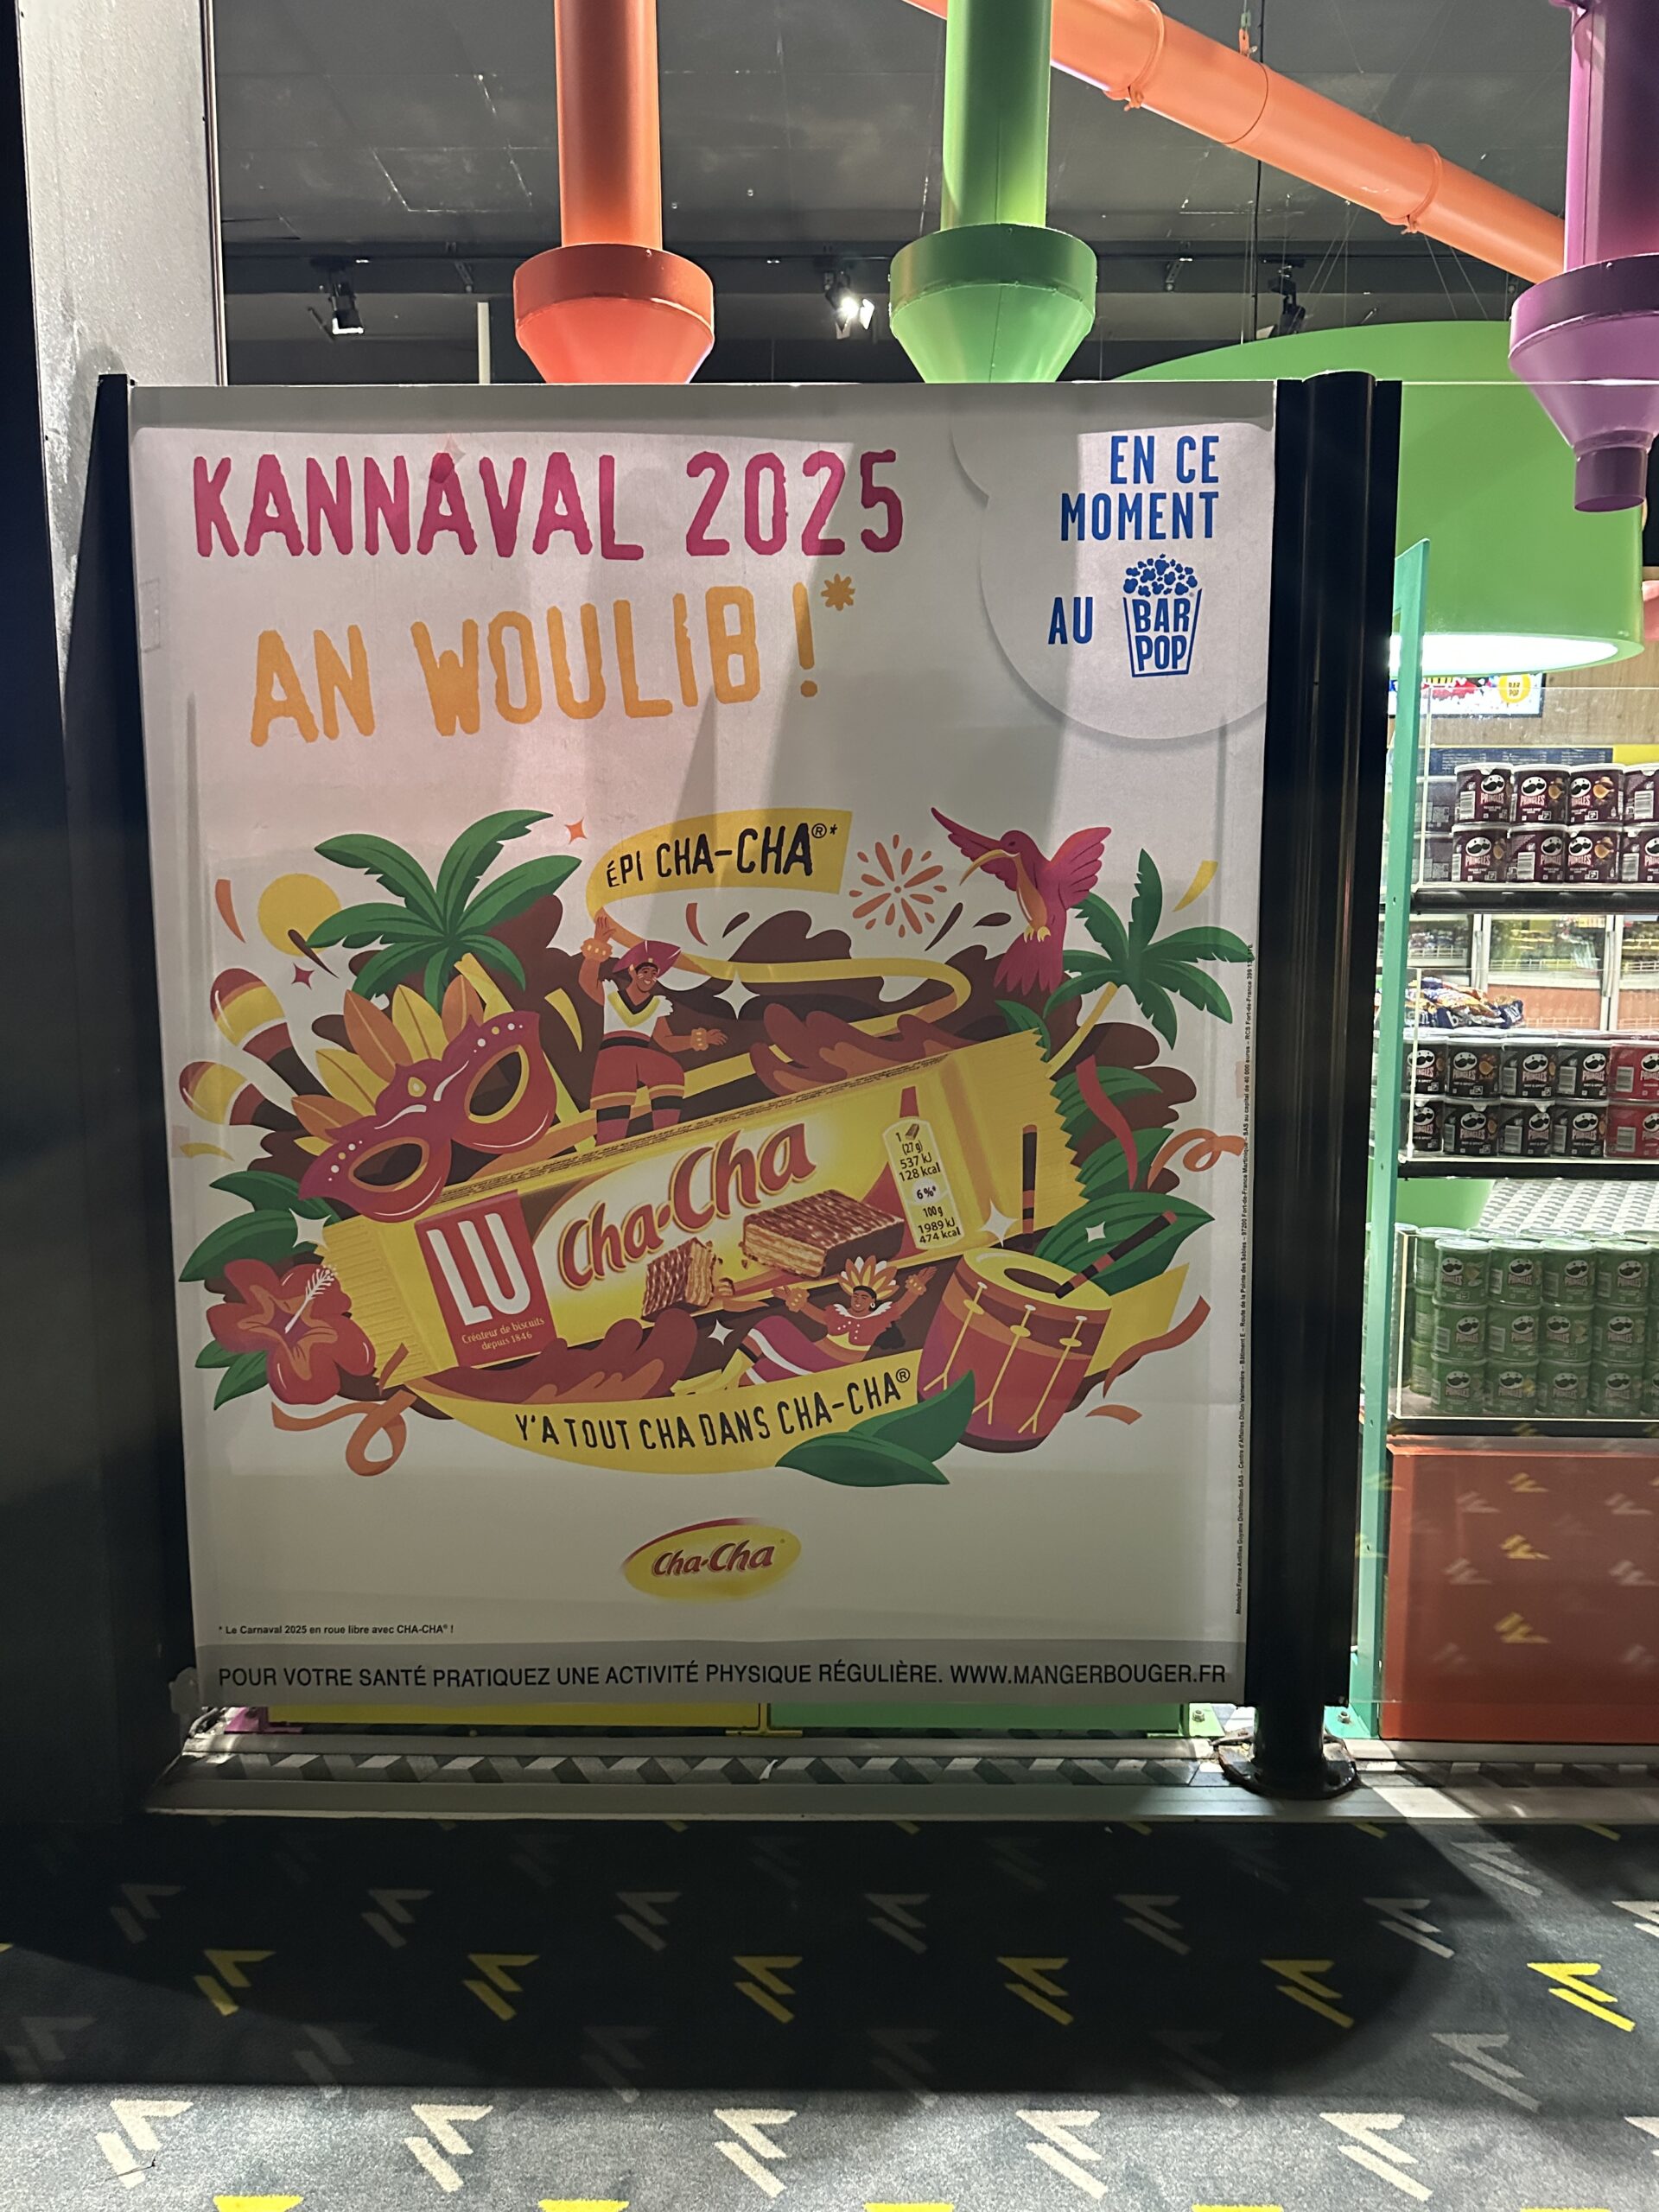 KANNAVAL 2025
AN WOULIB !*
EN CE
MOMENT
AU
BAR
POP
ÉPI CHA-CHA®*
LU
Créateur de biscuits
depuis 1846
Cha-Cha
1
(27 g)
537 kJ
128 kcal
6%*
100 g
1989 kJ
474 kcal
Y'A TOUT CHA DANS CHA-CHA®
Cha-Cha
* Le Carnaval 2025 en roue libre avec CHA-CHA® !
POUR VOTRE SANTÉ PRATIQUEZ UNE ACTIVITÉ PHYSIQUE RÉGULIÈRE. WWW.MANGERBOUGER.FR
PRINGLES
PRINGLES
PRINGLES